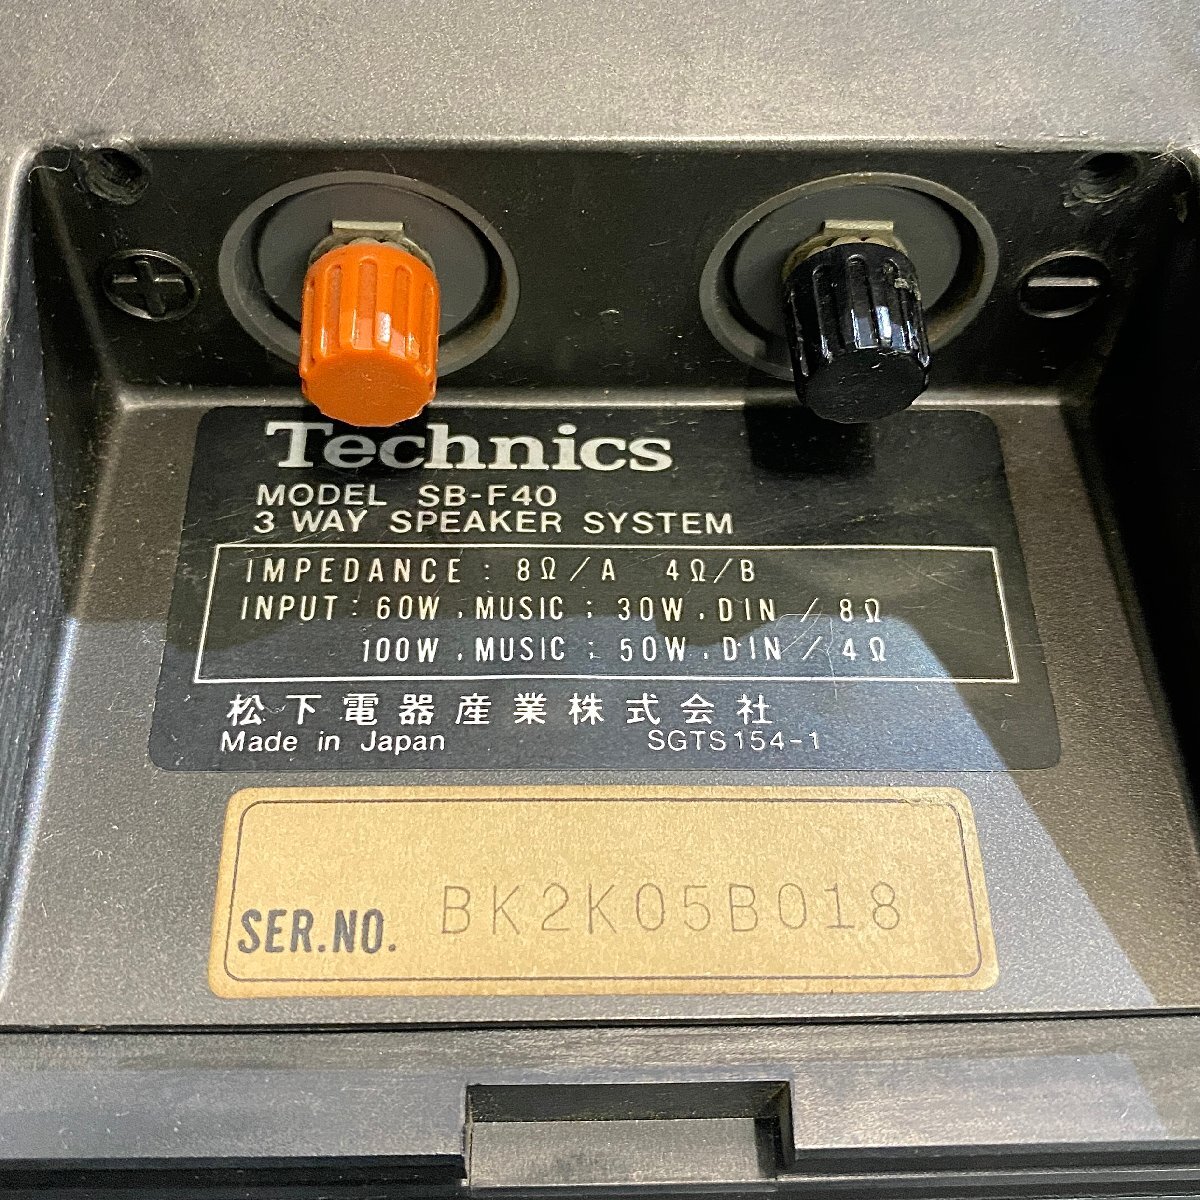 Technics
MODEL SB-F40
3 WAY SPEAKER SYSTEM
IMPEDANCE : 8Ω/A 4Ω/B
INPUT : 60W, MUSIC ; 30W, DIN / 8Ω
100W, MUSIC ; 50W, DIN / 4Ω
松下電器産業株式会社
Made in Japan SGTS154-1
SER.NO. BK2K05B018